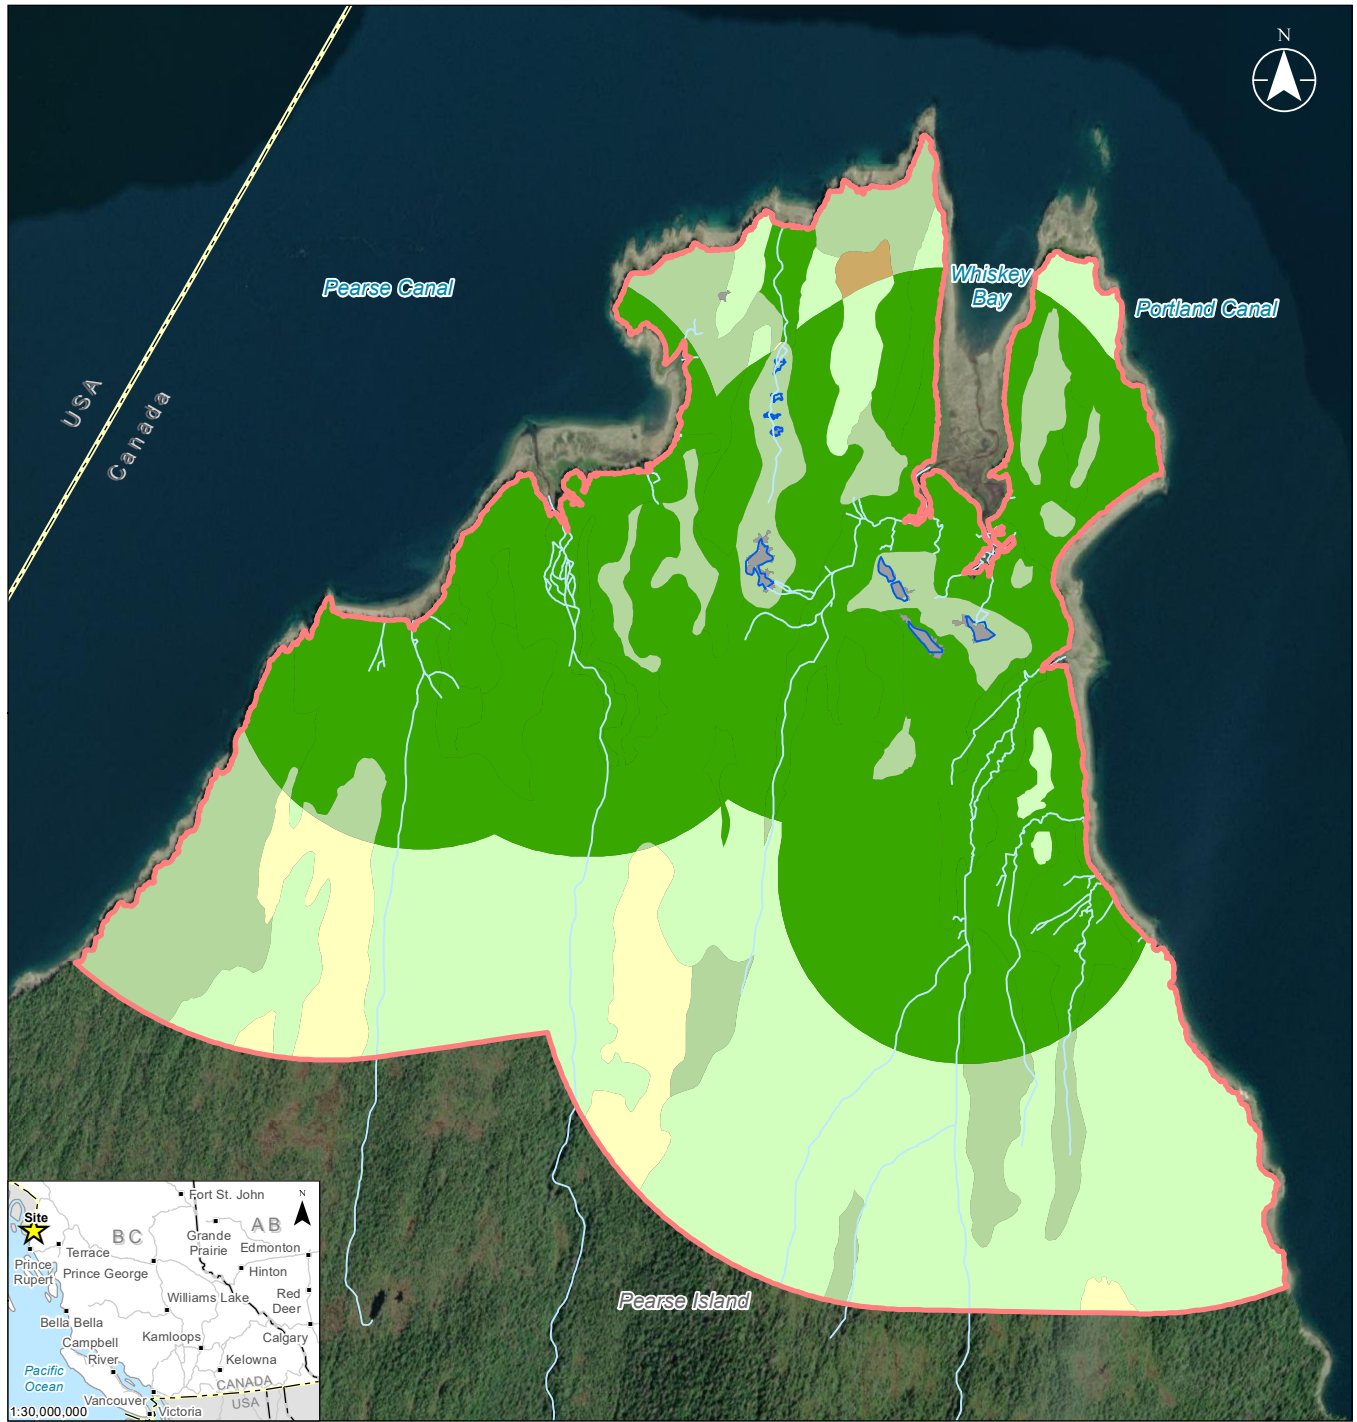 N
Pearse Canal
Whiskey
Bay
Portland Canal
USA
Canada
Pearse Island
N
Fort St. John
Site
BC
AB
Grande
Prairie
Edmonton
Terrace
Prince
Rupert
Prince George
Hinton
Williams Lake
Red
Deer
Bella Bella
Campbell
River
Kamloops
Calgary
Kelowna
Pacific
Ocean
CANADA
USA
Vancouver
Victoria
1:30,000,000